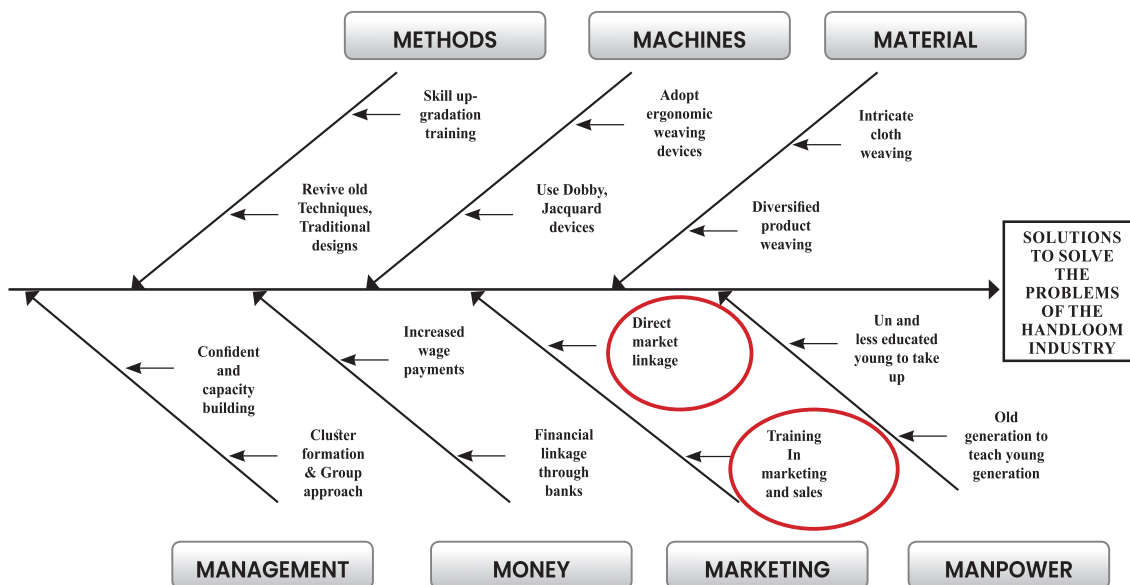 METHODS
MACHINES
MATERIAL
Skill up-
gradation
training
Revive old
Techniques,
Traditional
designs
Adopt
ergonomic
weaving
devices
Use Dobby,
Jacquard
devices
Intricate
cloth
weaving
Diversified
product
weaving
SOLUTIONS
TO SOLVE
THE
PROBLEMS
OF THE
HANDLOOM
INDUSTRY
Confident
and
capacity
building
Cluster
formation
& Group
approach
Increased
wage
payments
Financial
linkage
through
banks
Direct
market
linkage
Training
In
marketing
and sales
Un and
less educated
young to take
up
Old
generation to
teach young
generation
MANAGEMENT
MONEY
MARKETING
MANPOWER